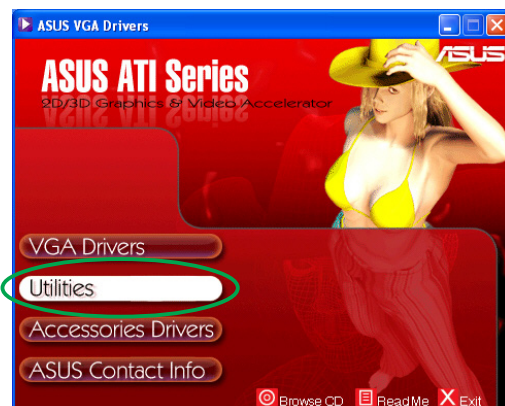 ASUS VGA Drivers
ASUS
ASUS ATI Series
2D/3D Graphics & Video Accelerator
VGA Drivers
Utilities
Accessories Drivers
ASUS Contact Info
Browse CD ReadMe Exit